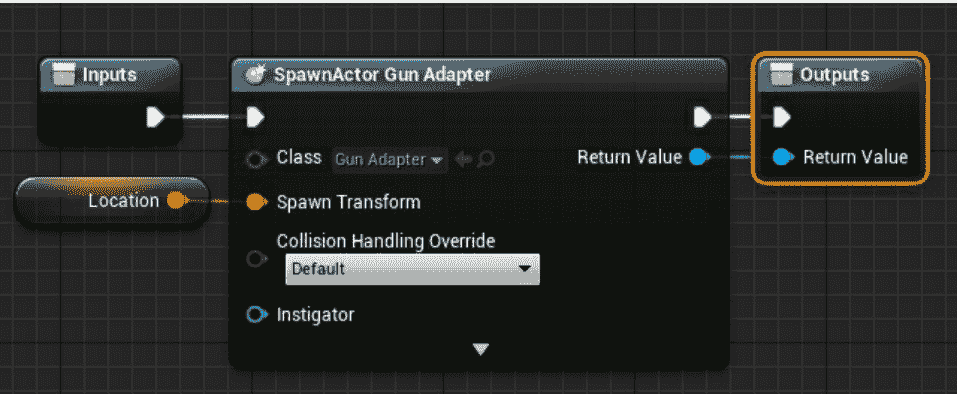 Inputs
SpawnActor Gun Adapter
Outputs
Class Gun Adapter
Return Value
Return Value
Location
Spawn Transform
Collision Handling Override
Default
Instigator